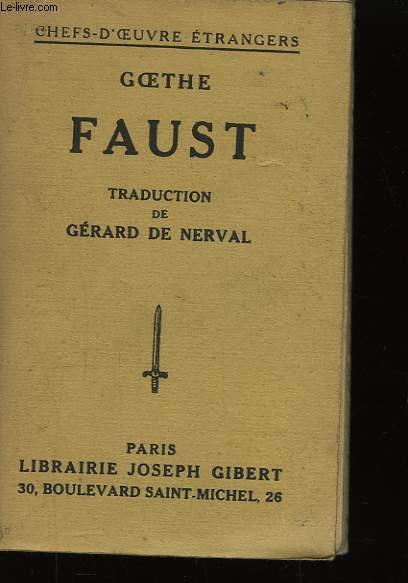 Le-livre.com
CHEFS-D'ŒUVRE ÉTRANGERS
GŒTHE
FAUST
TRADUCTION
DE
GÉRARD DE NERVAL
PARIS
LIBRAIRIE JOSEPH GIBERT
30, BOULEVARD SAINT-MICHEL, 26